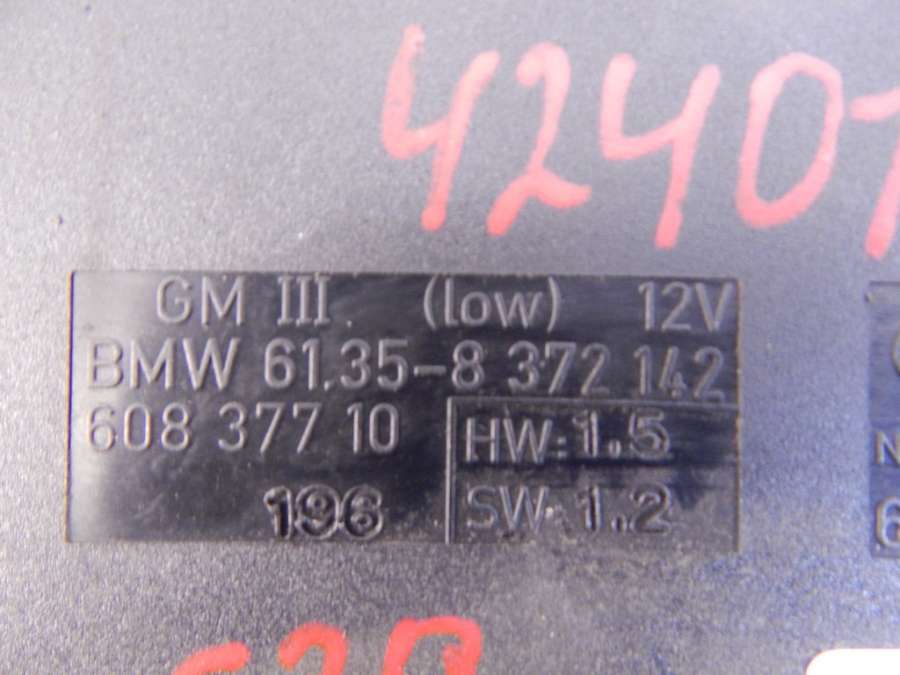 4240
GM III (low) 12V
BMW 61.35-8 372 142
608 377 10
HW: 1.5
196
SW: 1.2
N
6